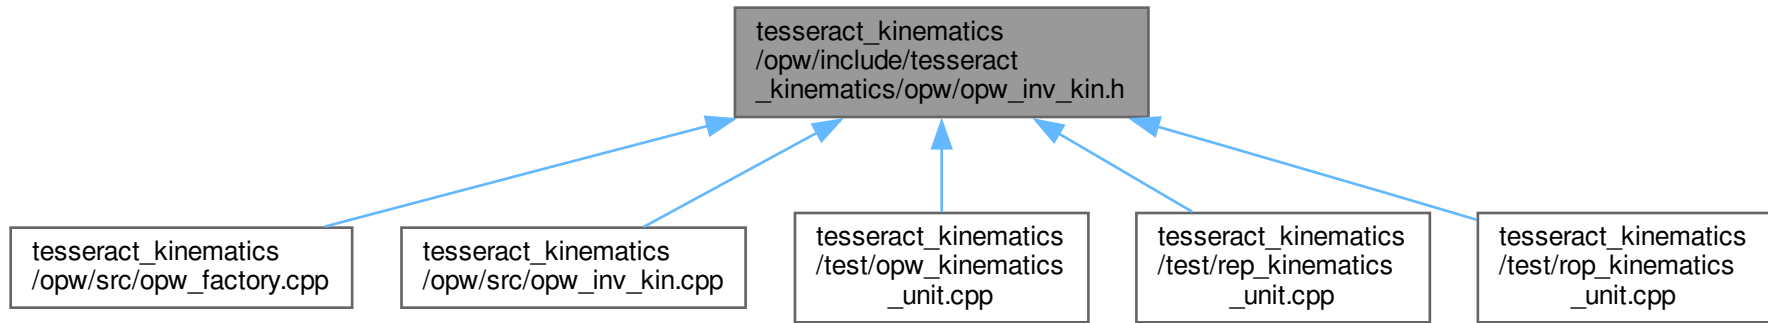 tesseract_kinematics
/opw/include/tesseract
_kinematics/opw/opw_inv_kin.h
tesseract_kinematics
/opw/src/opw_factory.cpp
tesseract_kinematics
/opw/src/opw_inv_kin.cpp
tesseract_kinematics
/test/opw_kinematics
_unit.cpp
tesseract_kinematics
/test/rep_kinematics
_unit.cpp
tesseract_kinematics
/test/rop_kinematics
_unit.cpp